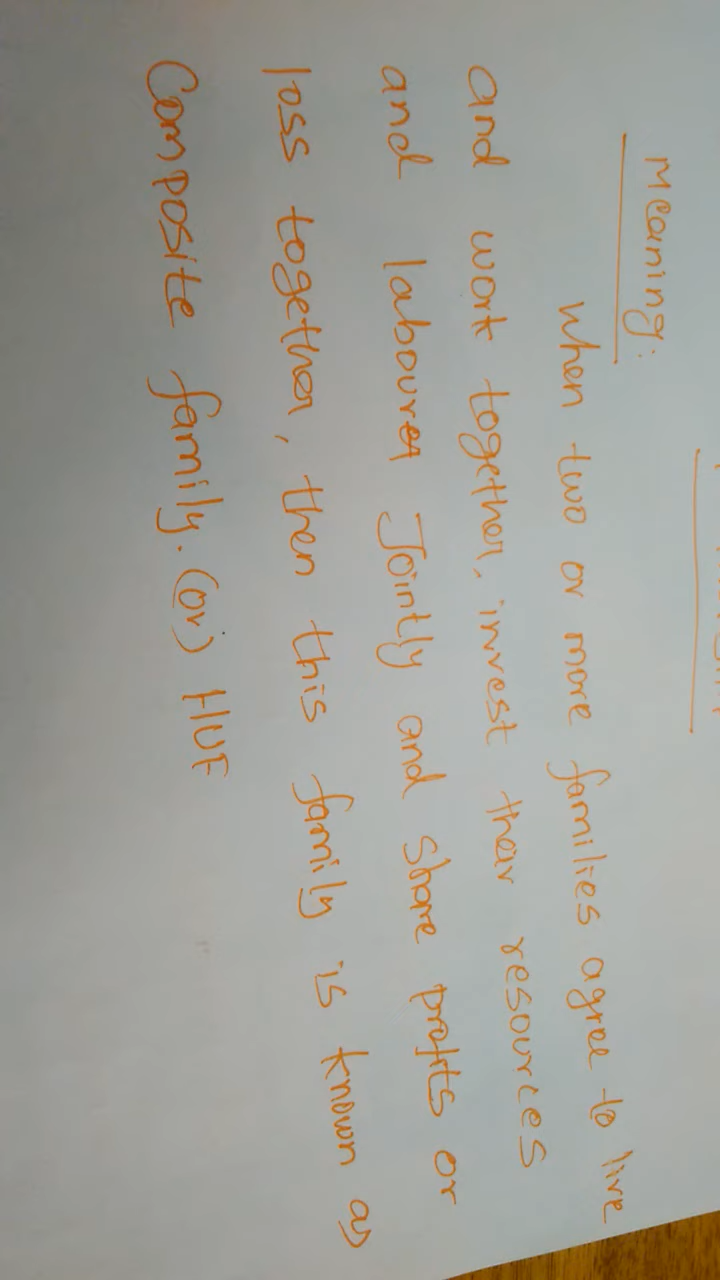 Meaning:
When two or more families agree to live
and work together, invest their resources
and labourer Jointly and share profits or
loss together, then this family is known as
Composite family. (or) HUF